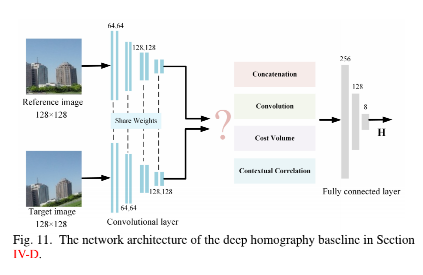 64,64
128,128
Reference image
128×128
Share Weights
Target image
128×128
64,64
128,128
Convolutional layer
?
Concatenation
Convolution
Cost Volume
Contextual Correlation
256
128
8
H
Fully connected layer
Fig. 11. The network architecture of the deep homography baseline in Section
IV-D.